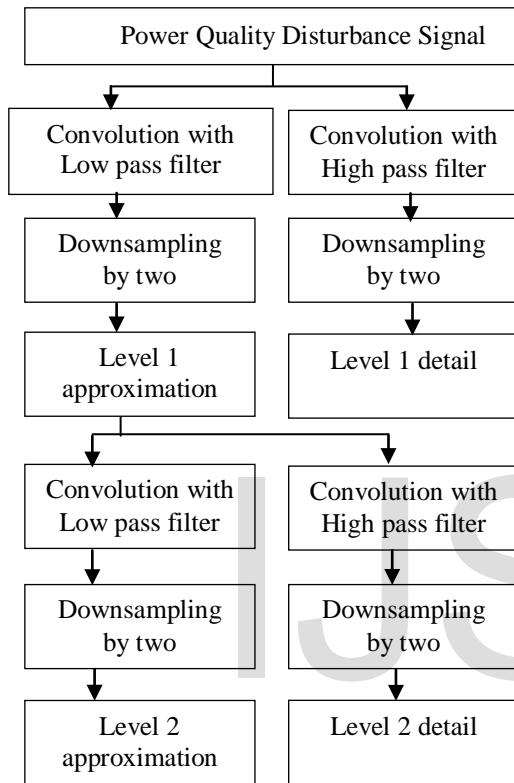 Power Quality Disturbance Signal
Convolution with
Low pass filter
Convolution with
High pass filter
Downsampling
by two
Downsampling
by two
Level 1
approximation
Level 1 detail
Convolution with
Low pass filter
Convolution with
High pass filter
Downsampling
by two
Downsampling
by two
Level 2
approximation
Level 2 detail
IJS